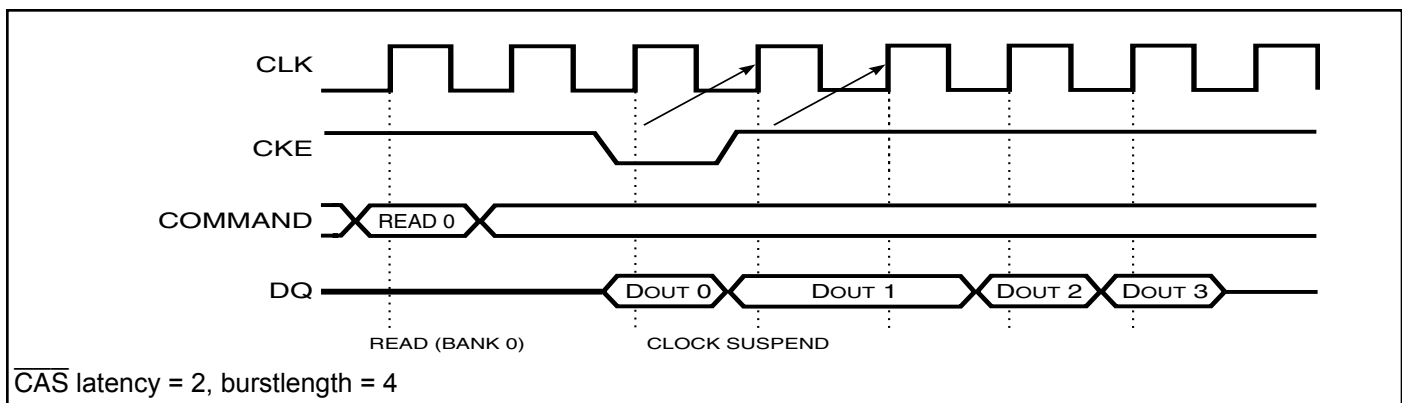 CLK
CKE
COMMAND READ 0
DQ DOUT 0 DOUT 1 DOUT 2 DOUT 3
READ (BANK 0) CLOCK SUSPEND
C̅A̅S̅ latency = 2, burstlength = 4